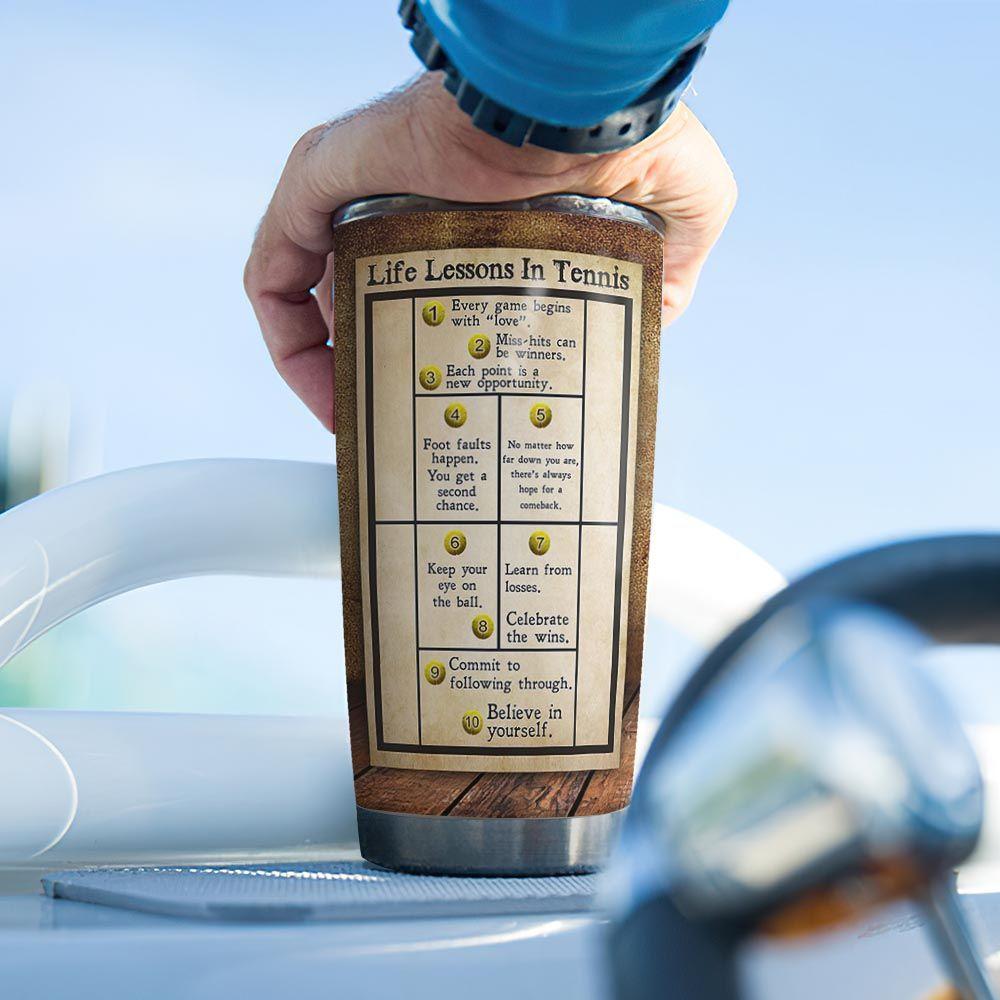 Life Lessons In Tennis
1 Every game begins
with "love".
2 Miss-hits can
be winners.
3 Each point is a
new opportunity.
4
Foot faults
happen.
You get a
second
chance.
5
No matter how
far down you are,
there's always
hope for a
comeback.
6
Keep your
eye on
the ball.
7
Learn from
losses.
8 Celebrate
the wins.
9 Commit to
following through.
10 Believe in
yourself.